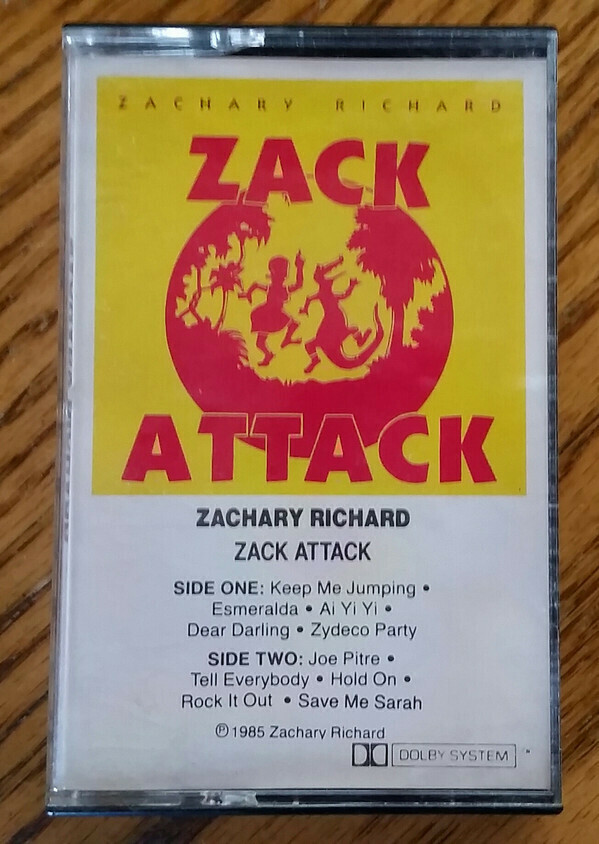 ZACHARY RICHARD
ZACK
ATTACK
ZACHARY RICHARD
ZACK ATTACK
SIDE ONE: Keep Me Jumping •
Esmeralda • Ai Yi Yi •
Dear Darling • Zydeco Party
SIDE TWO: Joe Pitre •
Tell Everybody • Hold On •
Rock It Out • Save Me Sarah
℗ 1985 Zachary Richard
DOLBY SYSTEM